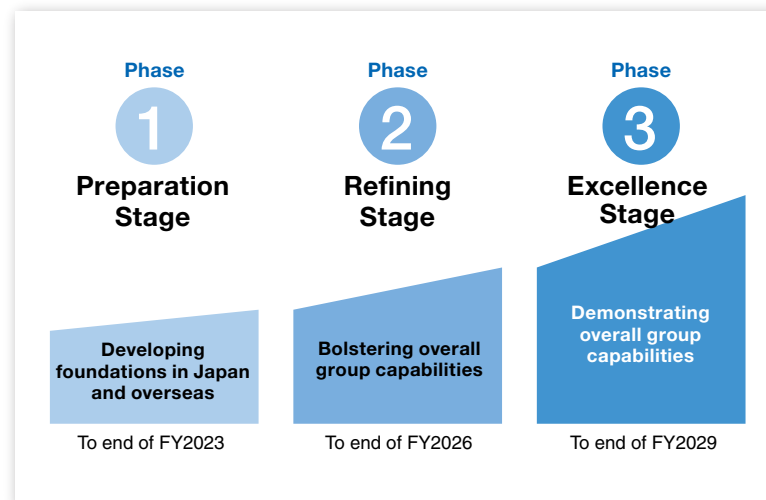 Phase
1
Preparation
Stage
Developing
foundations in Japan
and overseas
To end of FY2023
Phase
2
Refining
Stage
Bolstering overall
group capabilities
To end of FY2026
Phase
3
Excellence
Stage
Demonstrating
overall group
capabilities
To end of FY2029